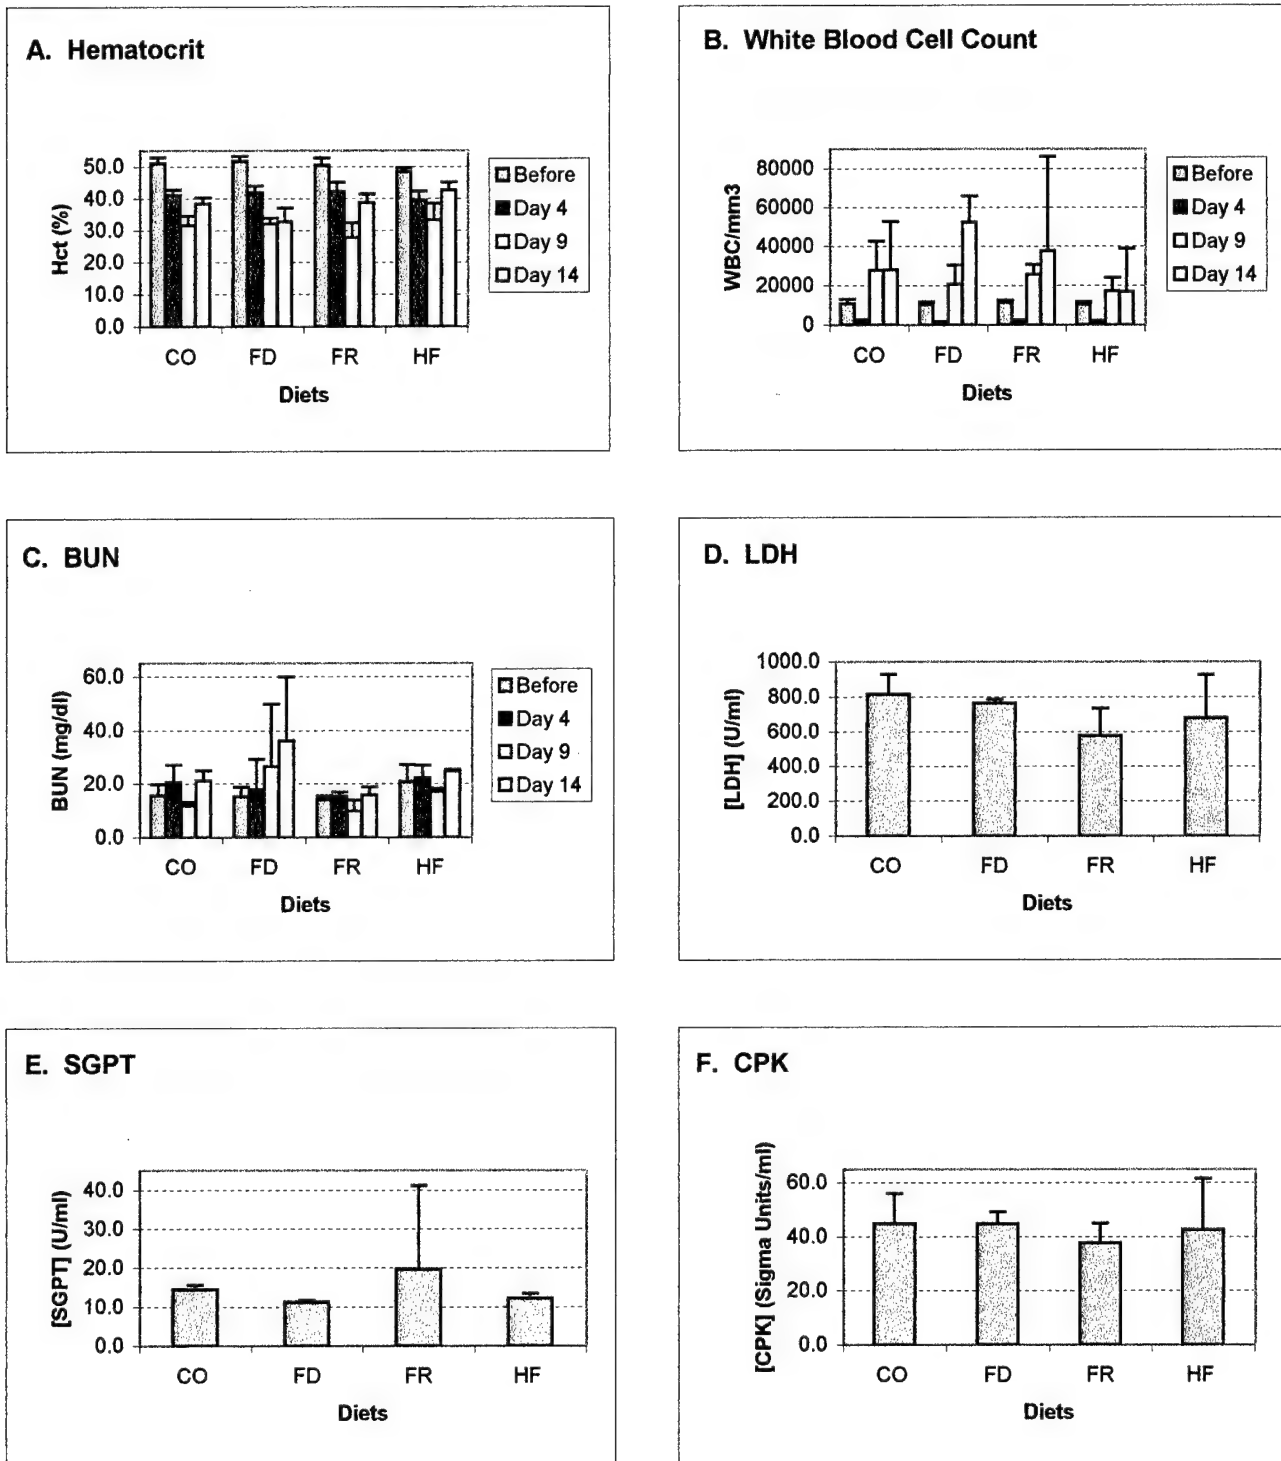 A. Hematocrit
50.0
40.0
30.0
20.0
10.0
0.0
Hct (%)
CO FD FR HF
Diets
Before
Day 4
Day 9
Day 14
B. White Blood Cell Count
80000
60000
40000
20000
0
WBC/mm3
CO FD FR HF
Diets
Before
Day 4
Day 9
Day 14
C. BUN
60.0
40.0
20.0
0.0
BUN (mg/dl)
CO FD FR HF
Diets
Before
Day 4
Day 9
Day 14
D. LDH
1000.0
800.0
600.0
400.0
200.0
0.0
[LDH] (U/ml)
CO FD FR HF
Diets
E. SGPT
40.0
30.0
20.0
10.0
0.0
[SGPT] (U/ml)
CO FD FR HF
Diets
F. CPK
60.0
40.0
20.0
0.0
[CPK] (Sigma Units/ml)
CO FD FR HF
Diets